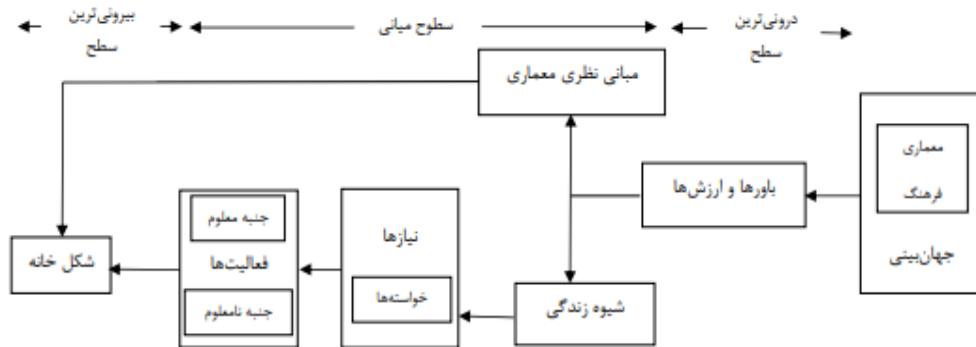 درونی‌ترین
سطح
سطوح میانی
بیرونی‌ترین
سطح
معماری
فرهنگ
جهان‌بینی
باورها و ارزش‌ها
مبانی نظری معماری
شیوه زندگی
نیازها
خواسته‌ها
جنبه معلوم
فعالیت‌ها
جنبه نامعلوم
شکل خانه